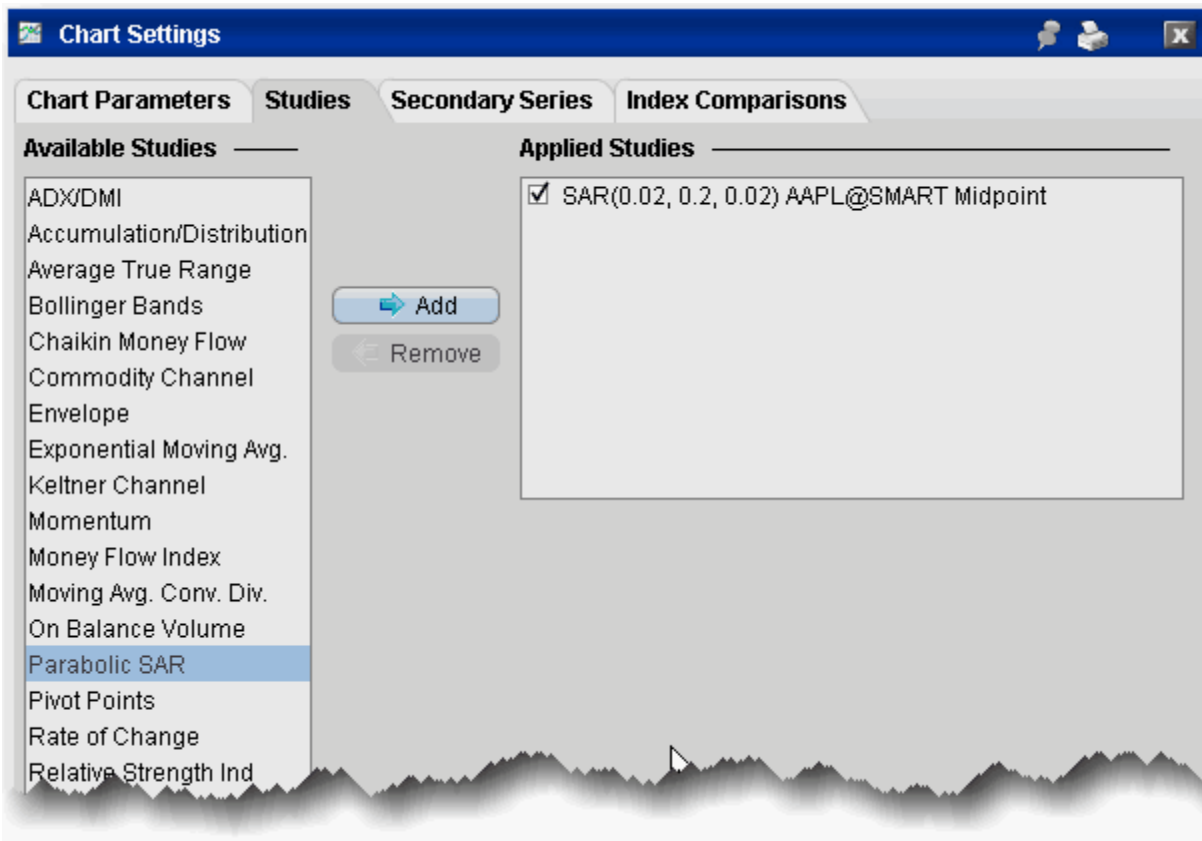 Chart Settings
Chart Parameters
Studies
Secondary Series
Index Comparisons
Available Studies
ADX/DMI
Accumulation/Distribution
Average True Range
Bollinger Bands
Chaikin Money Flow
Commodity Channel
Envelope
Exponential Moving Avg.
Keltner Channel
Momentum
Money Flow Index
Moving Avg. Conv. Div.
On Balance Volume
Parabolic SAR
Pivot Points
Rate of Change
Relative Strength Ind
Add
Remove
Applied Studies
SAR(0.02, 0.2, 0.02) AAPL@SMART Midpoint